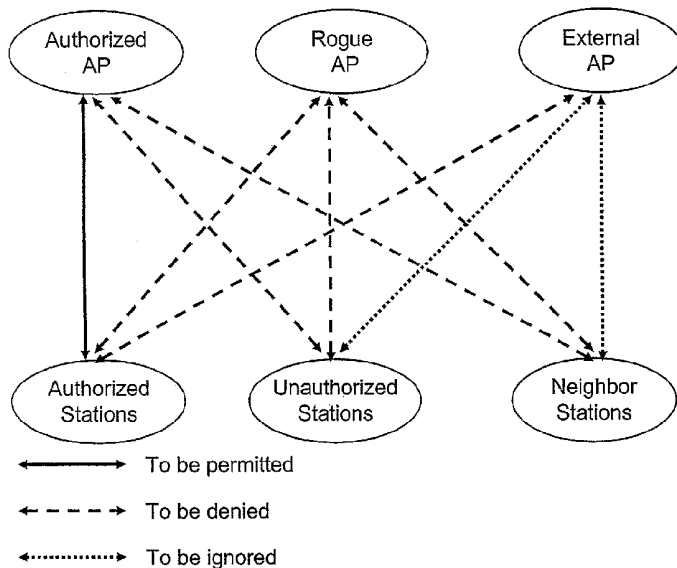 Authorized
AP
Rogue
AP
External
AP
Authorized
Stations
Unauthorized
Stations
Neighbor
Stations
To be permitted
To be denied
To be ignored